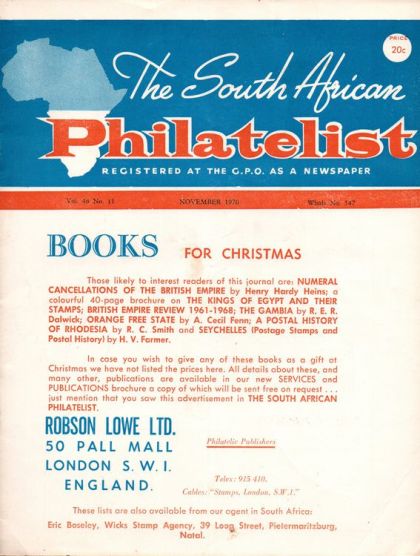 PRICE
20c
The South African
Philatelist
REGISTERED AT THE G.P.O. AS A NEWSPAPER
Vol. 46 No. 11 NOVEMBER 1970 Whole No. 547
BOOKS FOR CHRISTMAS
Those likely to interest readers of this journal are: NUMERAL
CANCELLATIONS OF THE BRITISH EMPIRE by Henry Hardy Heins; a
colourful 40-page brochure on THE KINGS OF EGYPT AND THEIR
STAMPS; BRITISH EMPIRE REVIEW 1961-1968; THE GAMBIA by R. E. R.
Dalwick; ORANGE FREE STATE by A. Cecil Fenn; A POSTAL HISTORY
OF RHODESIA by R. C. Smith and SEYCHELLES (Postage Stamps and
Postal History) by H. V. Farmer.
In case you wish to give any of these books as a gift at
Christmas we have not listed the prices here. All details about these, and
many other, publications are available in our new SERVICES and
PUBLICATIONS brochure a copy of which will be sent free on request . . .
just mention that you saw this advertisement in THE SOUTH AFRICAN
PHILATELIST.
ROBSON LOWE LTD.
50 PALL MALL
LONDON S.W.I.
ENGLAND.
Philatelic Publishers
Telex: 915 410.
Cables: "Stamps, London, S.W.I."
These lists are also available from our agent in South Africa:
Eric Boseley, Wicks Stamp Agency, 39 Loop Street, Pietermaritzburg,
Natal.